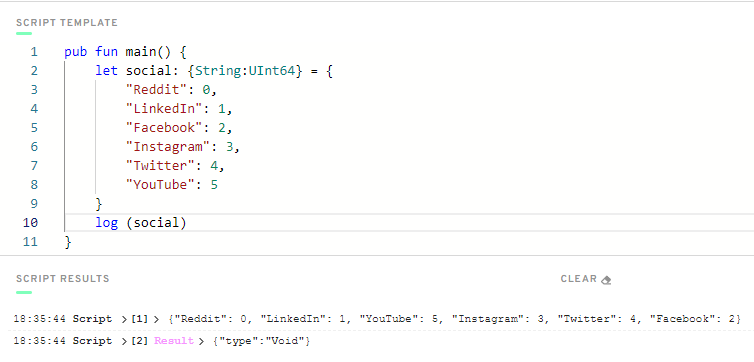 SCRIPT TEMPLATE
1 pub fun main() {
2 let social: {String:UInt64} = {
3 "Reddit": 0,
4 "LinkedIn": 1,
5 "Facebook": 2,
6 "Instagram": 3,
7 "Twitter": 4,
8 "YouTube": 5
9 }
10 log (social)
11 }
SCRIPT RESULTS CLEAR
18:35:44 Script > [1] > {"Reddit": 0, "LinkedIn": 1, "YouTube": 5, "Instagram": 3, "Twitter": 4, "Facebook": 2}
18:35:44 Script > [2] Result > {"type":"Void"}